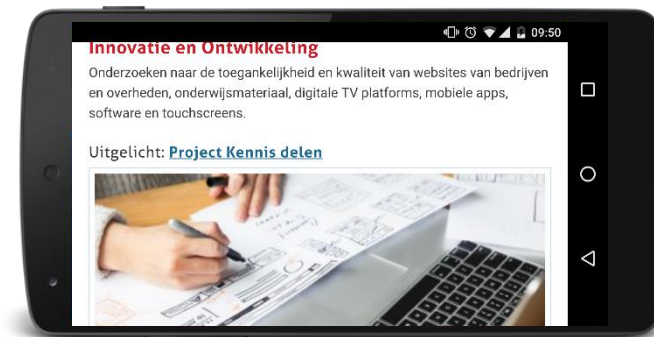 09:50
Innovatie en Ontwikkeling
Onderzoeken naar de toegankelijkheid en kwaliteit van websites van bedrijven
en overheden, onderwijsmateriaal, digitale TV platforms, mobiele apps,
software en touchscreens.
Uitgelicht: Project Kennis delen